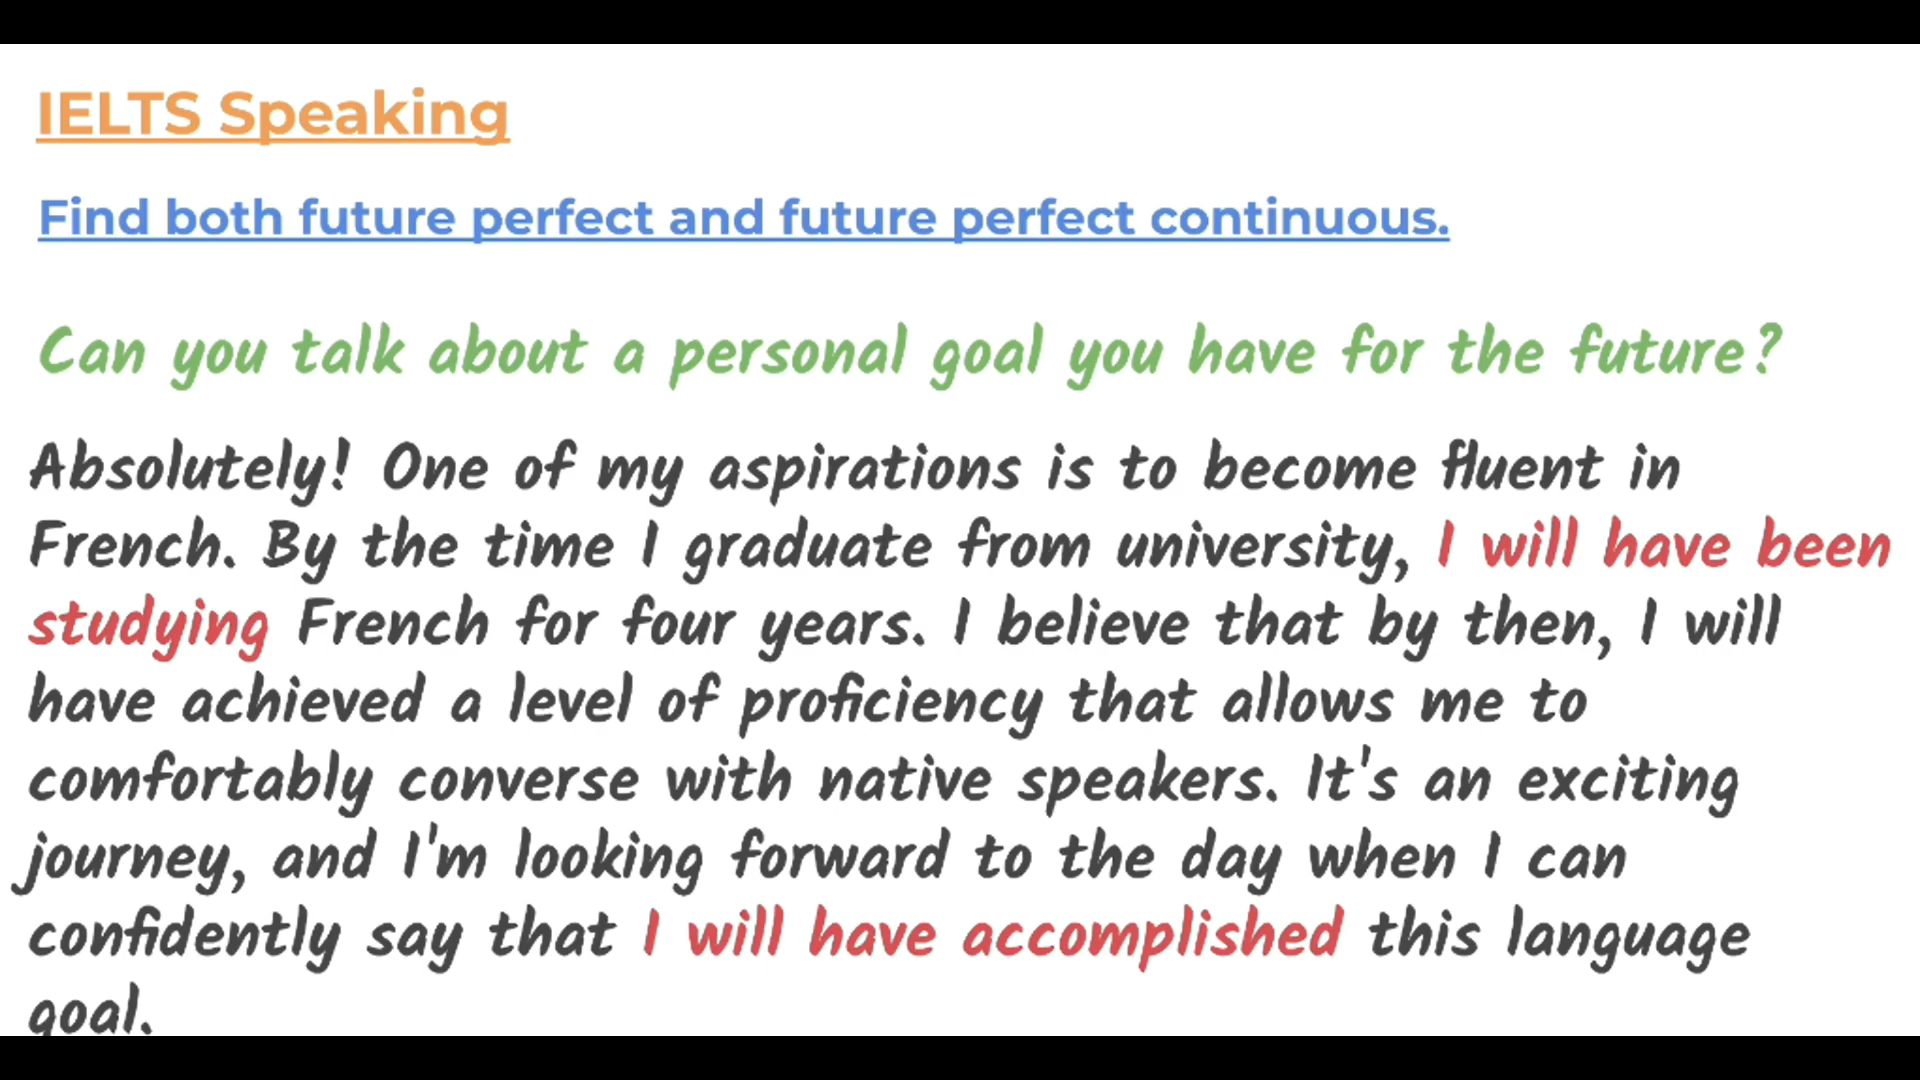 IELTS Speaking
Find both future perfect and future perfect continuous.
Can you talk about a personal goal you have for the future?
Absolutely! One of my aspirations is to become fluent in
French. By the time I graduate from university, I will have been
studying French for four years. I believe that by then, I will
have achieved a level of proficiency that allows me to
comfortably converse with native speakers. It's an exciting
journey, and I'm looking forward to the day when I can
confidently say that I will have accomplished this language
goal.